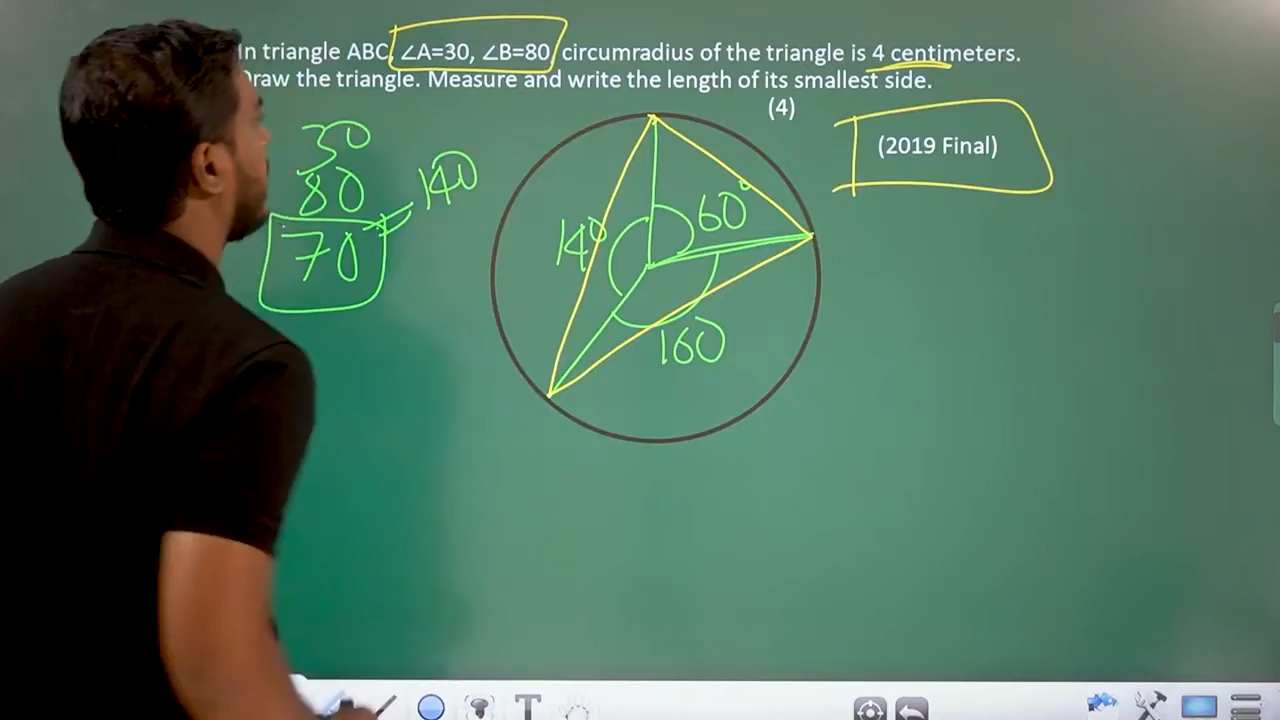 In triangle ABC, ∠A=30, ∠B=80 circumradius of the triangle is 4 centimeters.
Draw the triangle. Measure and write the length of its smallest side.
(4)
(2019 Final)
30
80
70
140
140
60°
160
T